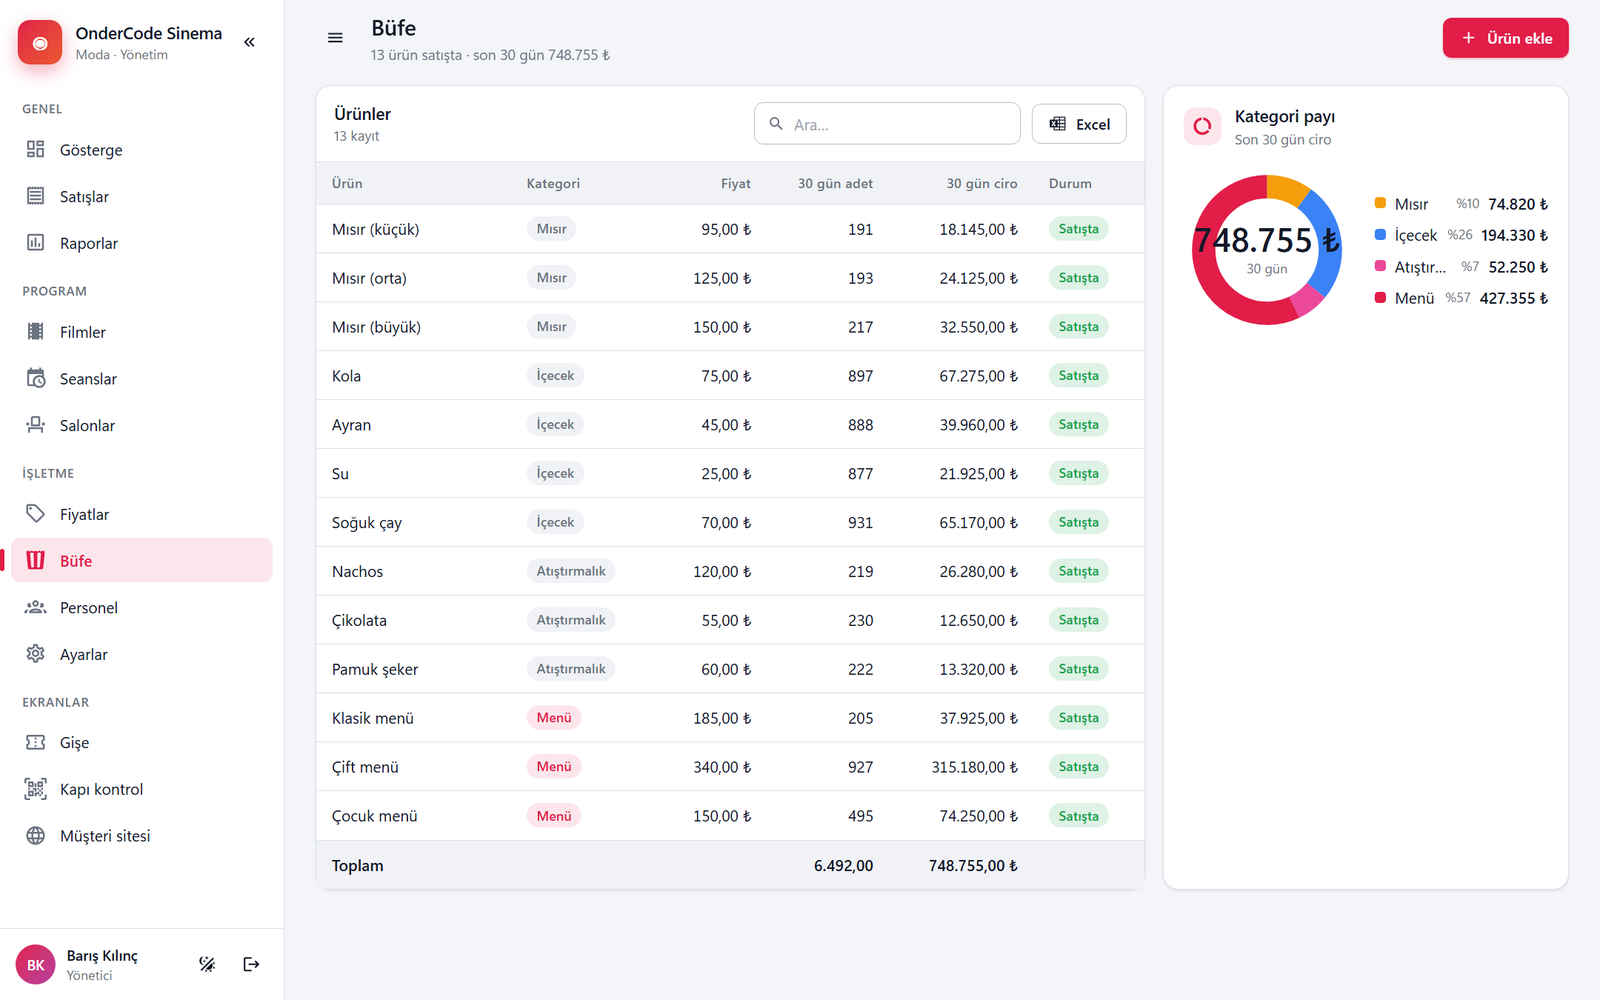 OnderCode Sinema
Moda · Yönetim
GENEL
Gösterge
Satışlar
Raporlar
PROGRAM
Filmler
Seanslar
Salonlar
İŞLETME
Fiyatlar
Büfe
Personel
Ayarlar
EKRANLAR
Gişe
Kapı kontrol
Müşteri sitesi
BK
Barış Kılınç
Yönetici
Büfe
13 ürün satışta · son 30 gün 748.755 ₺
+ Ürün ekle
Ürünler
13 kayıt
Ara...
Excel
Ürün Kategori Fiyat 30 gün adet 30 gün ciro Durum
Mısır (küçük) Mısır 95,00 ₺ 191 18.145,00 ₺ Satışta
Mısır (orta) Mısır 125,00 ₺ 193 24.125,00 ₺ Satışta
Mısır (büyük) Mısır 150,00 ₺ 217 32.550,00 ₺ Satışta
Kola İçecek 75,00 ₺ 897 67.275,00 ₺ Satışta
Ayran İçecek 45,00 ₺ 888 39.960,00 ₺ Satışta
Su İçecek 25,00 ₺ 877 21.925,00 ₺ Satışta
Soğuk çay İçecek 70,00 ₺ 931 65.170,00 ₺ Satışta
Nachos Atıştırmalık 120,00 ₺ 219 26.280,00 ₺ Satışta
Çikolata Atıştırmalık 55,00 ₺ 230 12.650,00 ₺ Satışta
Pamuk şeker Atıştırmalık 60,00 ₺ 222 13.320,00 ₺ Satışta
Klasik menü Menü 185,00 ₺ 205 37.925,00 ₺ Satışta
Çift menü Menü 340,00 ₺ 927 315.180,00 ₺ Satışta
Çocuk menü Menü 150,00 ₺ 495 74.250,00 ₺ Satışta
Toplam 6.492,00 748.755,00 ₺
Kategori payı
Son 30 gün ciro
748.755 ₺
30 gün
Mısır %10 74.820 ₺
İçecek %26 194.330 ₺
Atıştır... %7 52.250 ₺
Menü %57 427.355 ₺